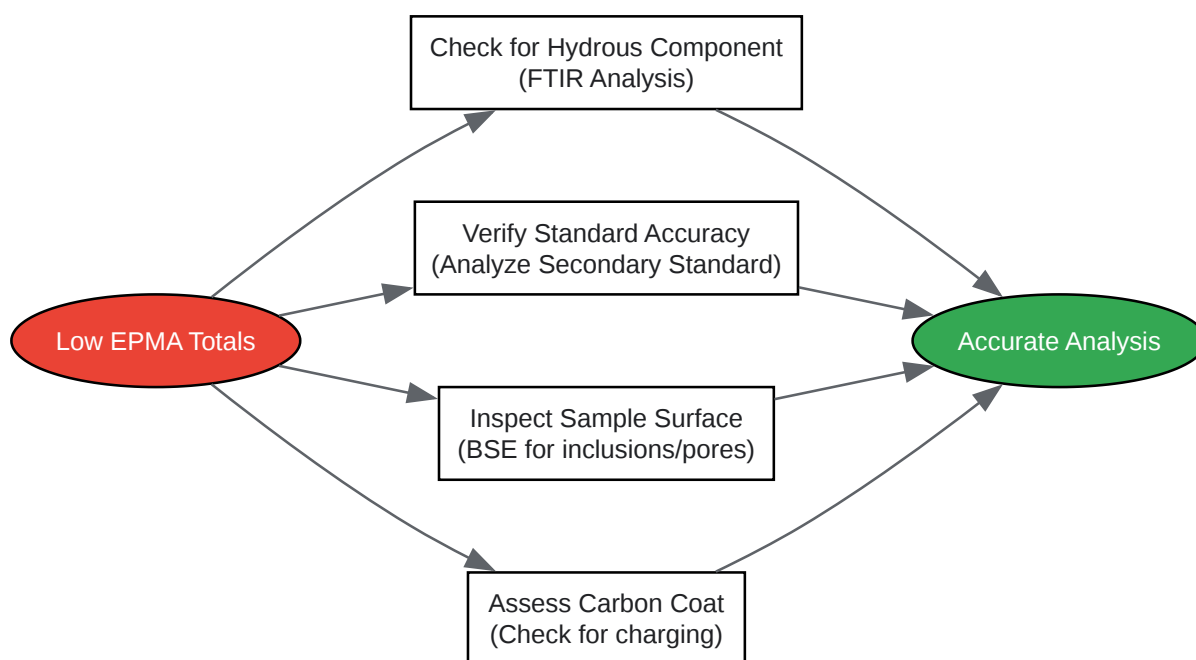 Check for Hydrous Component
(FTIR Analysis)
Verify Standard Accuracy
(Analyze Secondary Standard)
Low EPMA Totals
Accurate Analysis
Inspect Sample Surface
(BSE for inclusions/pores)
Assess Carbon Coat
(Check for charging)